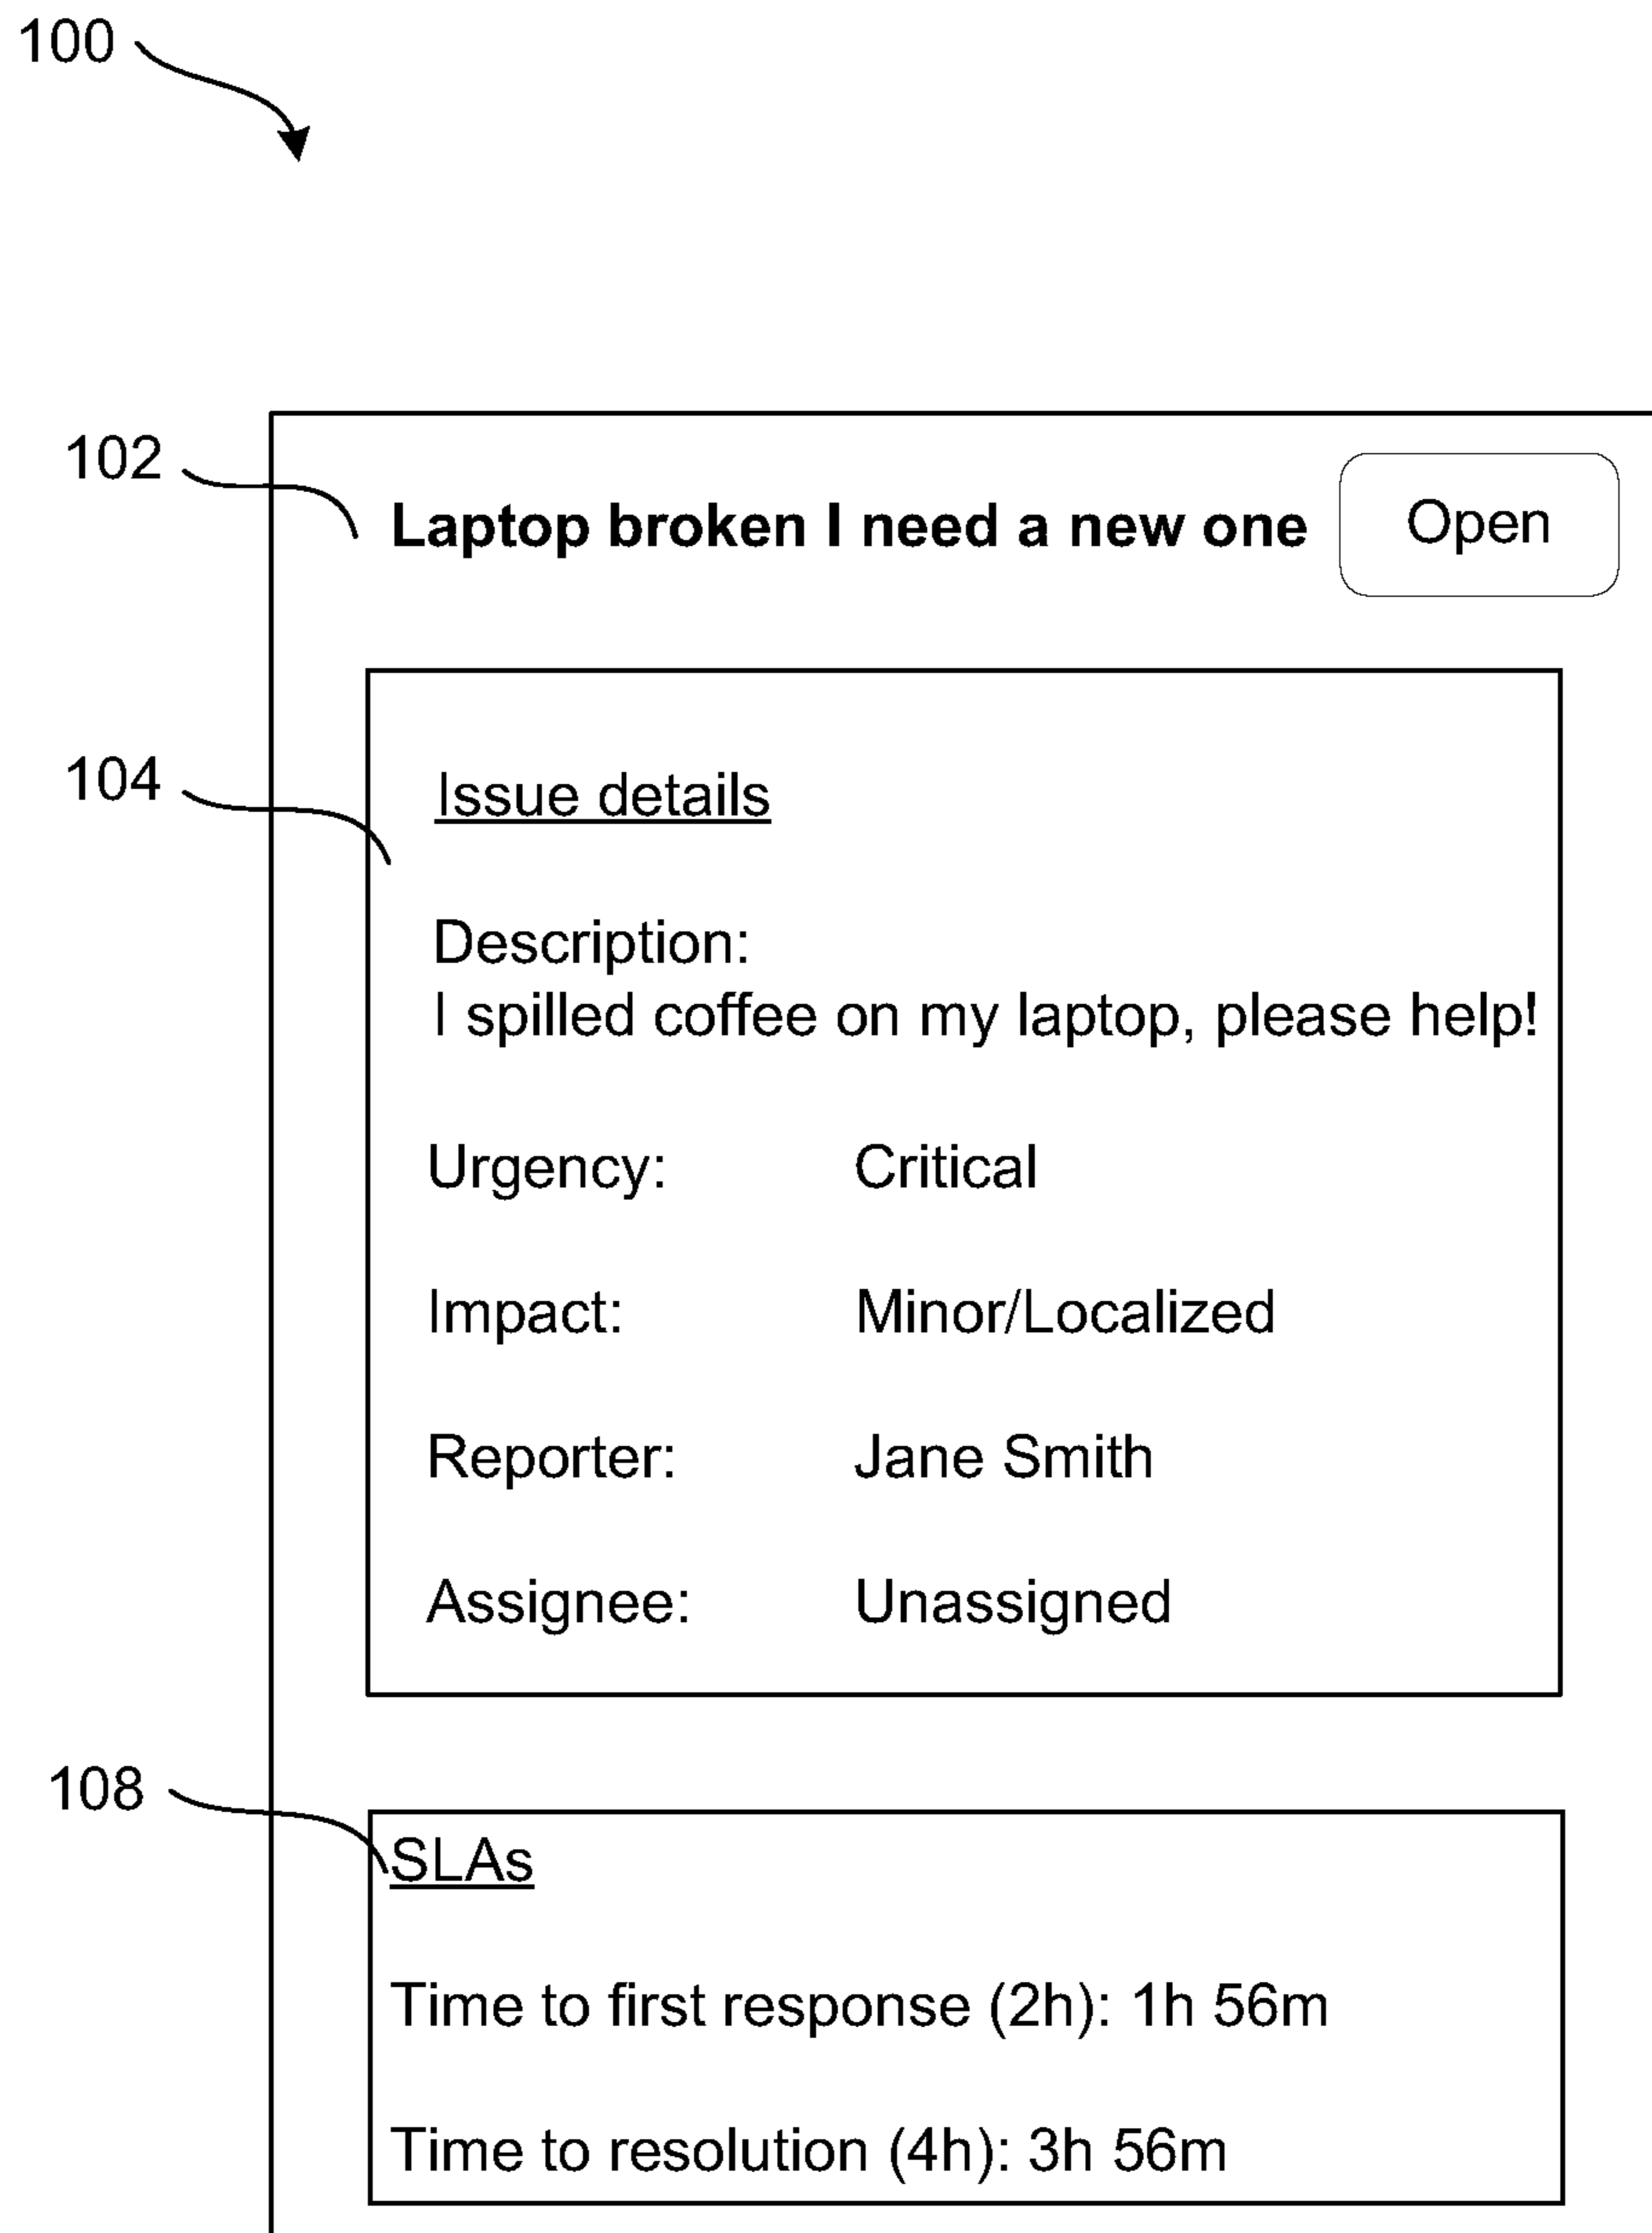 100
102
Laptop broken I need a new one
Open
104
Issue details
Description:
I spilled coffee on my laptop, please help!
Urgency: Critical
Impact: Minor/Localized
Reporter: Jane Smith
Assignee: Unassigned
108
SLAs
Time to first response (2h): 1h 56m
Time to resolution (4h): 3h 56m